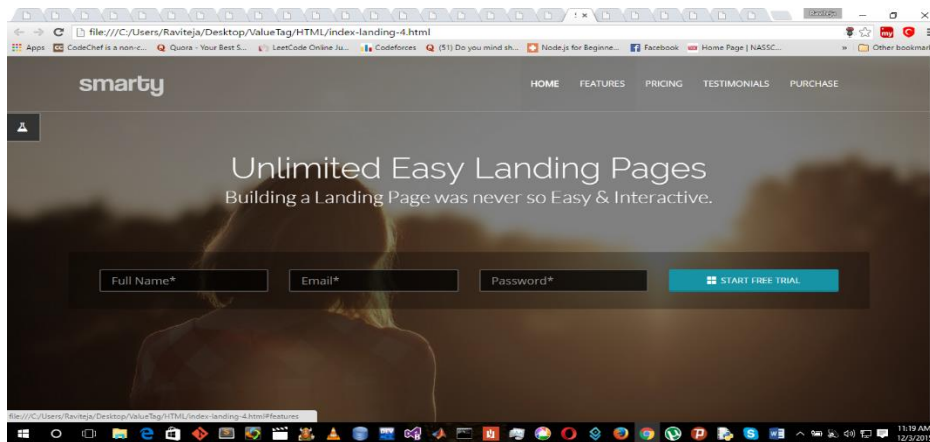 Raviteja
file:///C:/Users/Raviteja/Desktop/ValueTag/HTML/index-landing-4.html
Apps CodeChef is a non-c... Quora - Your Best S... LeetCode Online Ju... Codeforces (51) Do you mind sh... Node.js for Beginne... Facebook Home Page | NASSC... » Other bookmar
smarty HOME FEATURES PRICING TESTIMONIALS PURCHASE
Unlimited Easy Landing Pages
Building a Landing Page was never so Easy & Interactive.
Full Name* Email* Password* START FREE TRIAL
file:///C:/Users/Raviteja/Desktop/ValueTag/HTML/index-landing-4.html#features
11:19 AM
12/3/201